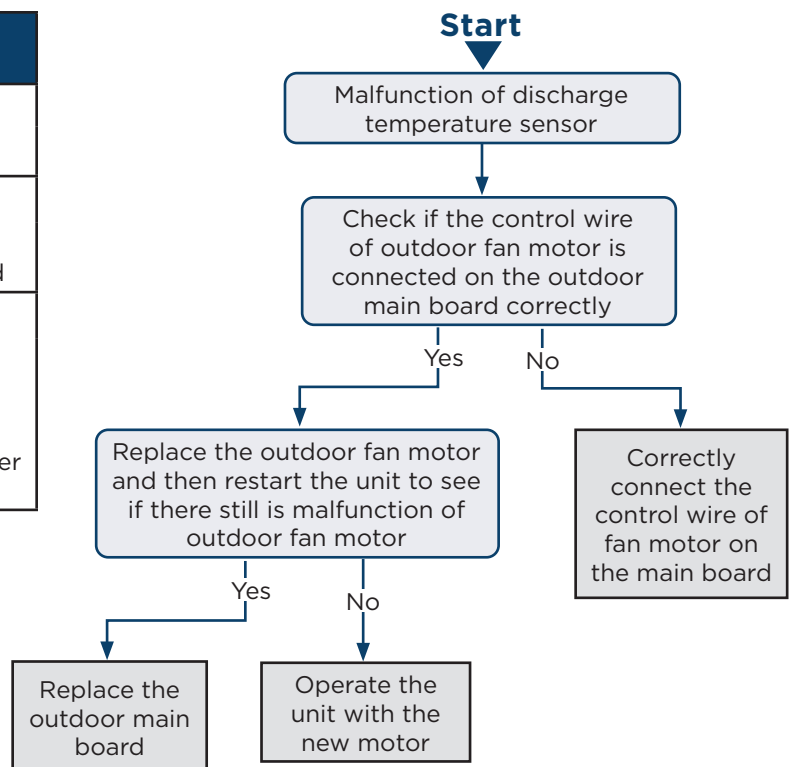 Start
Malfunction of discharge
temperature sensor
Check if the control wire
of outdoor fan motor is
connected on the outdoor
main board correctly
Yes
No
Replace the outdoor fan motor
and then restart the unit to see
if there still is malfunction of
outdoor fan motor
Correctly
connect the
control wire of
fan motor on
the main board
Yes
No
Replace the
outdoor main
board
Operate the
unit with the
new motor